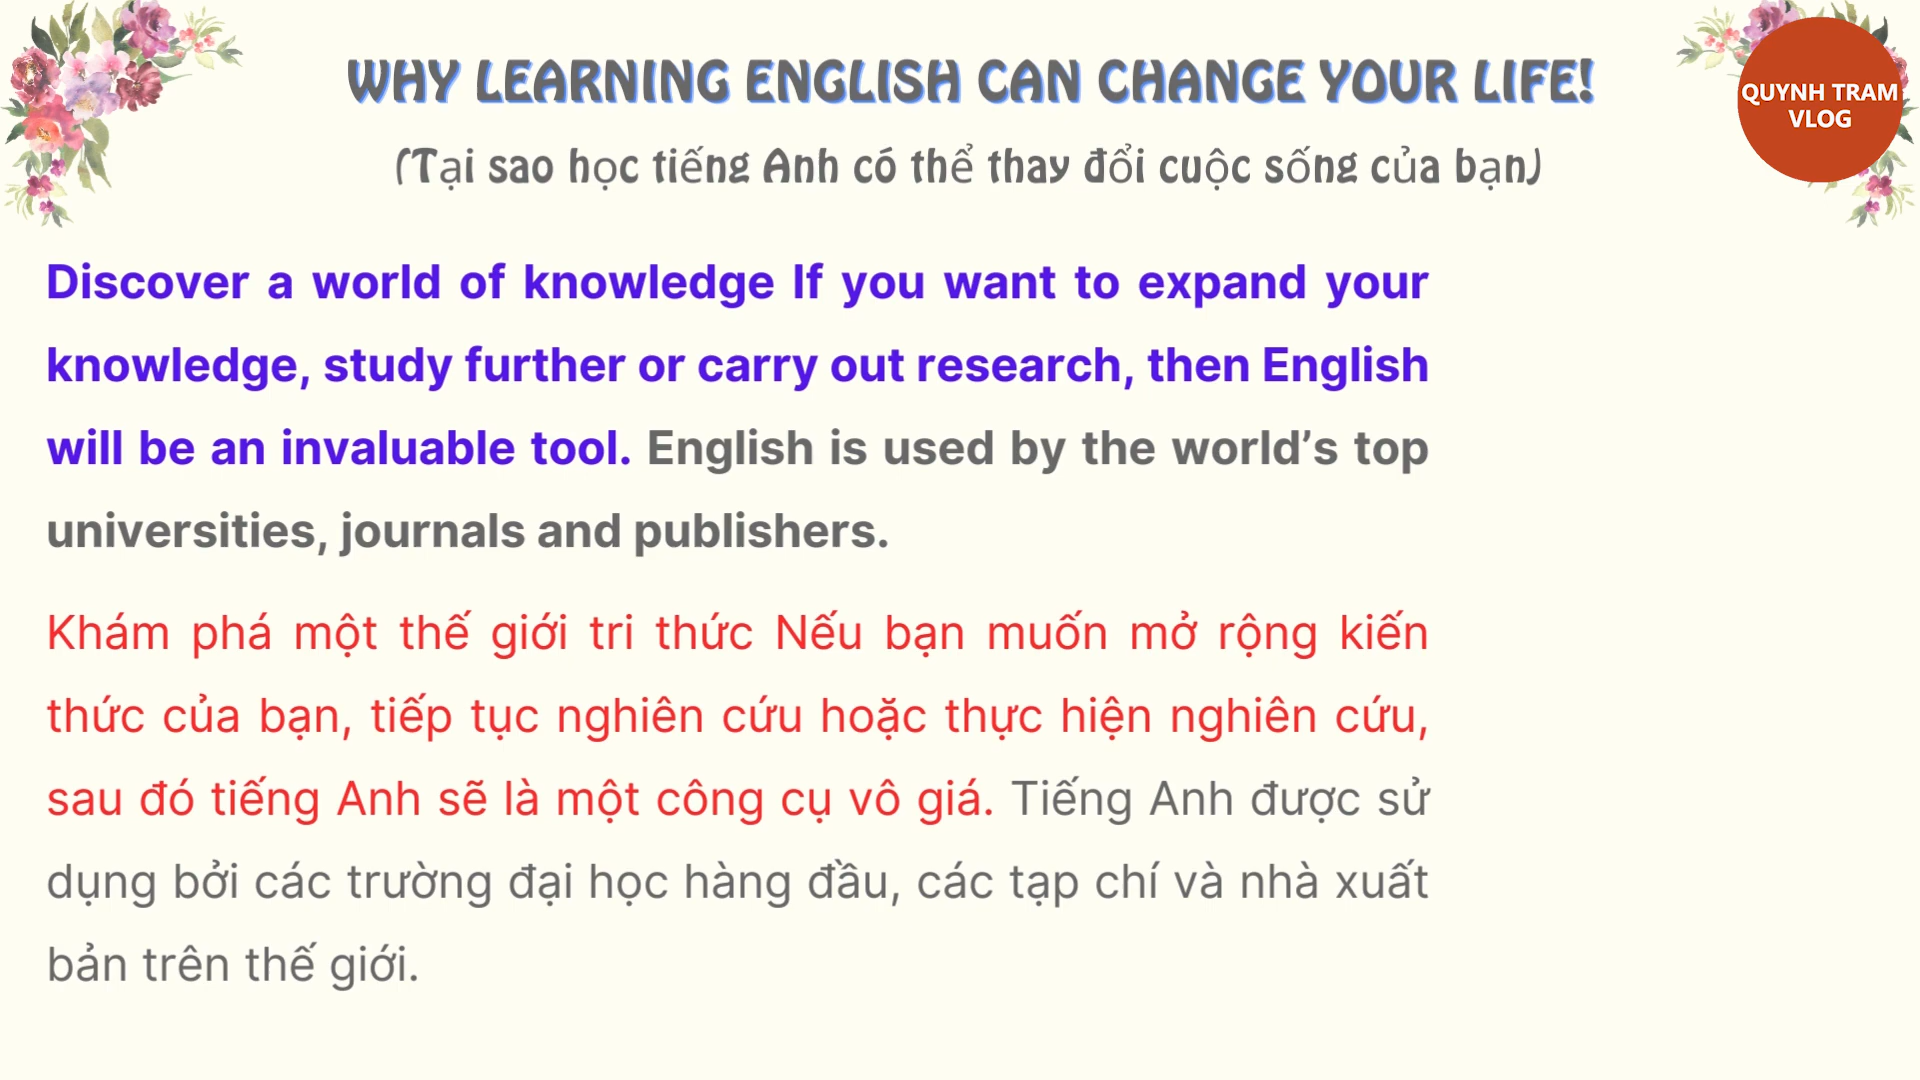 WHY LEARNING ENGLISH CAN CHANGE YOUR LIFE!
(Tại sao học tiếng Anh có thể thay đổi cuộc sống của bạn)
QUYNH TRAM
VLOG
Discover a world of knowledge If you want to expand your
knowledge, study further or carry out research, then English
will be an invaluable tool. English is used by the world’s top
universities, journals and publishers.
Khám phá một thế giới tri thức Nếu bạn muốn mở rộng kiến
thức của bạn, tiếp tục nghiên cứu hoặc thực hiện nghiên cứu,
sau đó tiếng Anh sẽ là một công cụ vô giá. Tiếng Anh được sử
dụng bởi các trường đại học hàng đầu, các tạp chí và nhà xuất
bản trên thế giới.